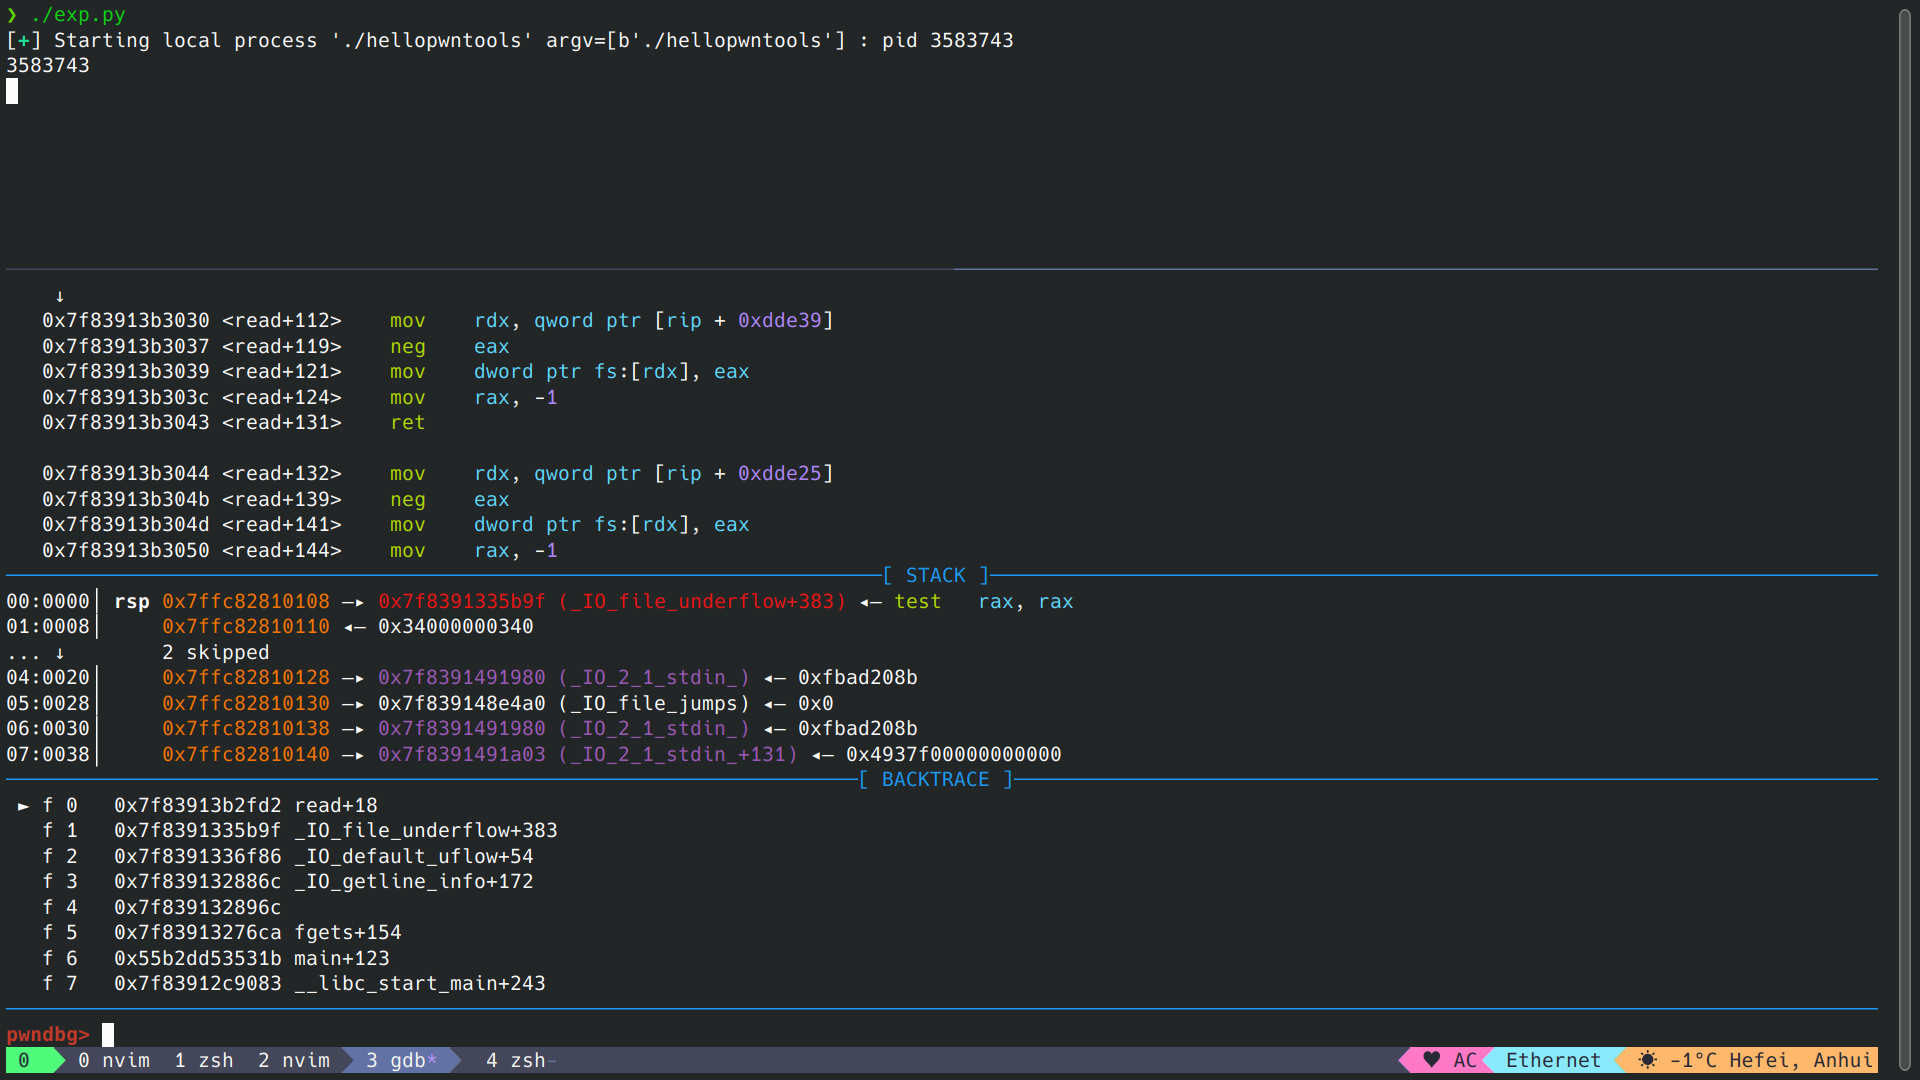 ❯ ./exp.py
[+] Starting local process './hellopwntools' argv=[b'./hellopwntools'] : pid 3583743
3583743
↓
0x7f83913b3030 <read+112>    mov    rdx, qword ptr [rip + 0xdde39]
0x7f83913b3037 <read+119>    neg    eax
0x7f83913b3039 <read+121>    mov    dword ptr fs:[rdx], eax
0x7f83913b303c <read+124>    mov    rax, -1
0x7f83913b3043 <read+131>    ret
0x7f83913b3044 <read+132>    mov    rdx, qword ptr [rip + 0xdde25]
0x7f83913b304b <read+139>    neg    eax
0x7f83913b304d <read+141>    mov    dword ptr fs:[rdx], eax
0x7f83913b3050 <read+144>    mov    rax, -1
[ STACK ]
00:0000│ rsp 0x7ffc82810108 —▸ 0x7f8391335b9f (_IO_file_underflow+383) ◂— test   rax, rax
01:0008│     0x7ffc82810110 ◂— 0x34000000340
... ↓        2 skipped
04:0020│     0x7ffc82810128 —▸ 0x7f8391491980 (_IO_2_1_stdin_) ◂— 0xfbad208b
05:0028│     0x7ffc82810130 —▸ 0x7f839148e4a0 (_IO_file_jumps) ◂— 0x0
06:0030│     0x7ffc82810138 —▸ 0x7f8391491980 (_IO_2_1_stdin_) ◂— 0xfbad208b
07:0038│     0x7ffc82810140 —▸ 0x7f8391491a03 (_IO_2_1_stdin_+131) ◂— 0x4937f00000000000
[ BACKTRACE ]
► f 0   0x7f83913b2fd2 read+18
f 1   0x7f8391335b9f _IO_file_underflow+383
f 2   0x7f8391336f86 _IO_default_uflow+54
f 3   0x7f839132886c _IO_getline_info+172
f 4   0x7f839132896c
f 5   0x7f83913276ca fgets+154
f 6   0x55b2dd53531b main+123
f 7   0x7f83912c9083 __libc_start_main+243
pwndbg>
0  0 nvim  1 zsh  2 nvim  3 gdb*  4 zsh-  ♥ AC  Ethernet  ☀ -1°C Hefei, Anhui